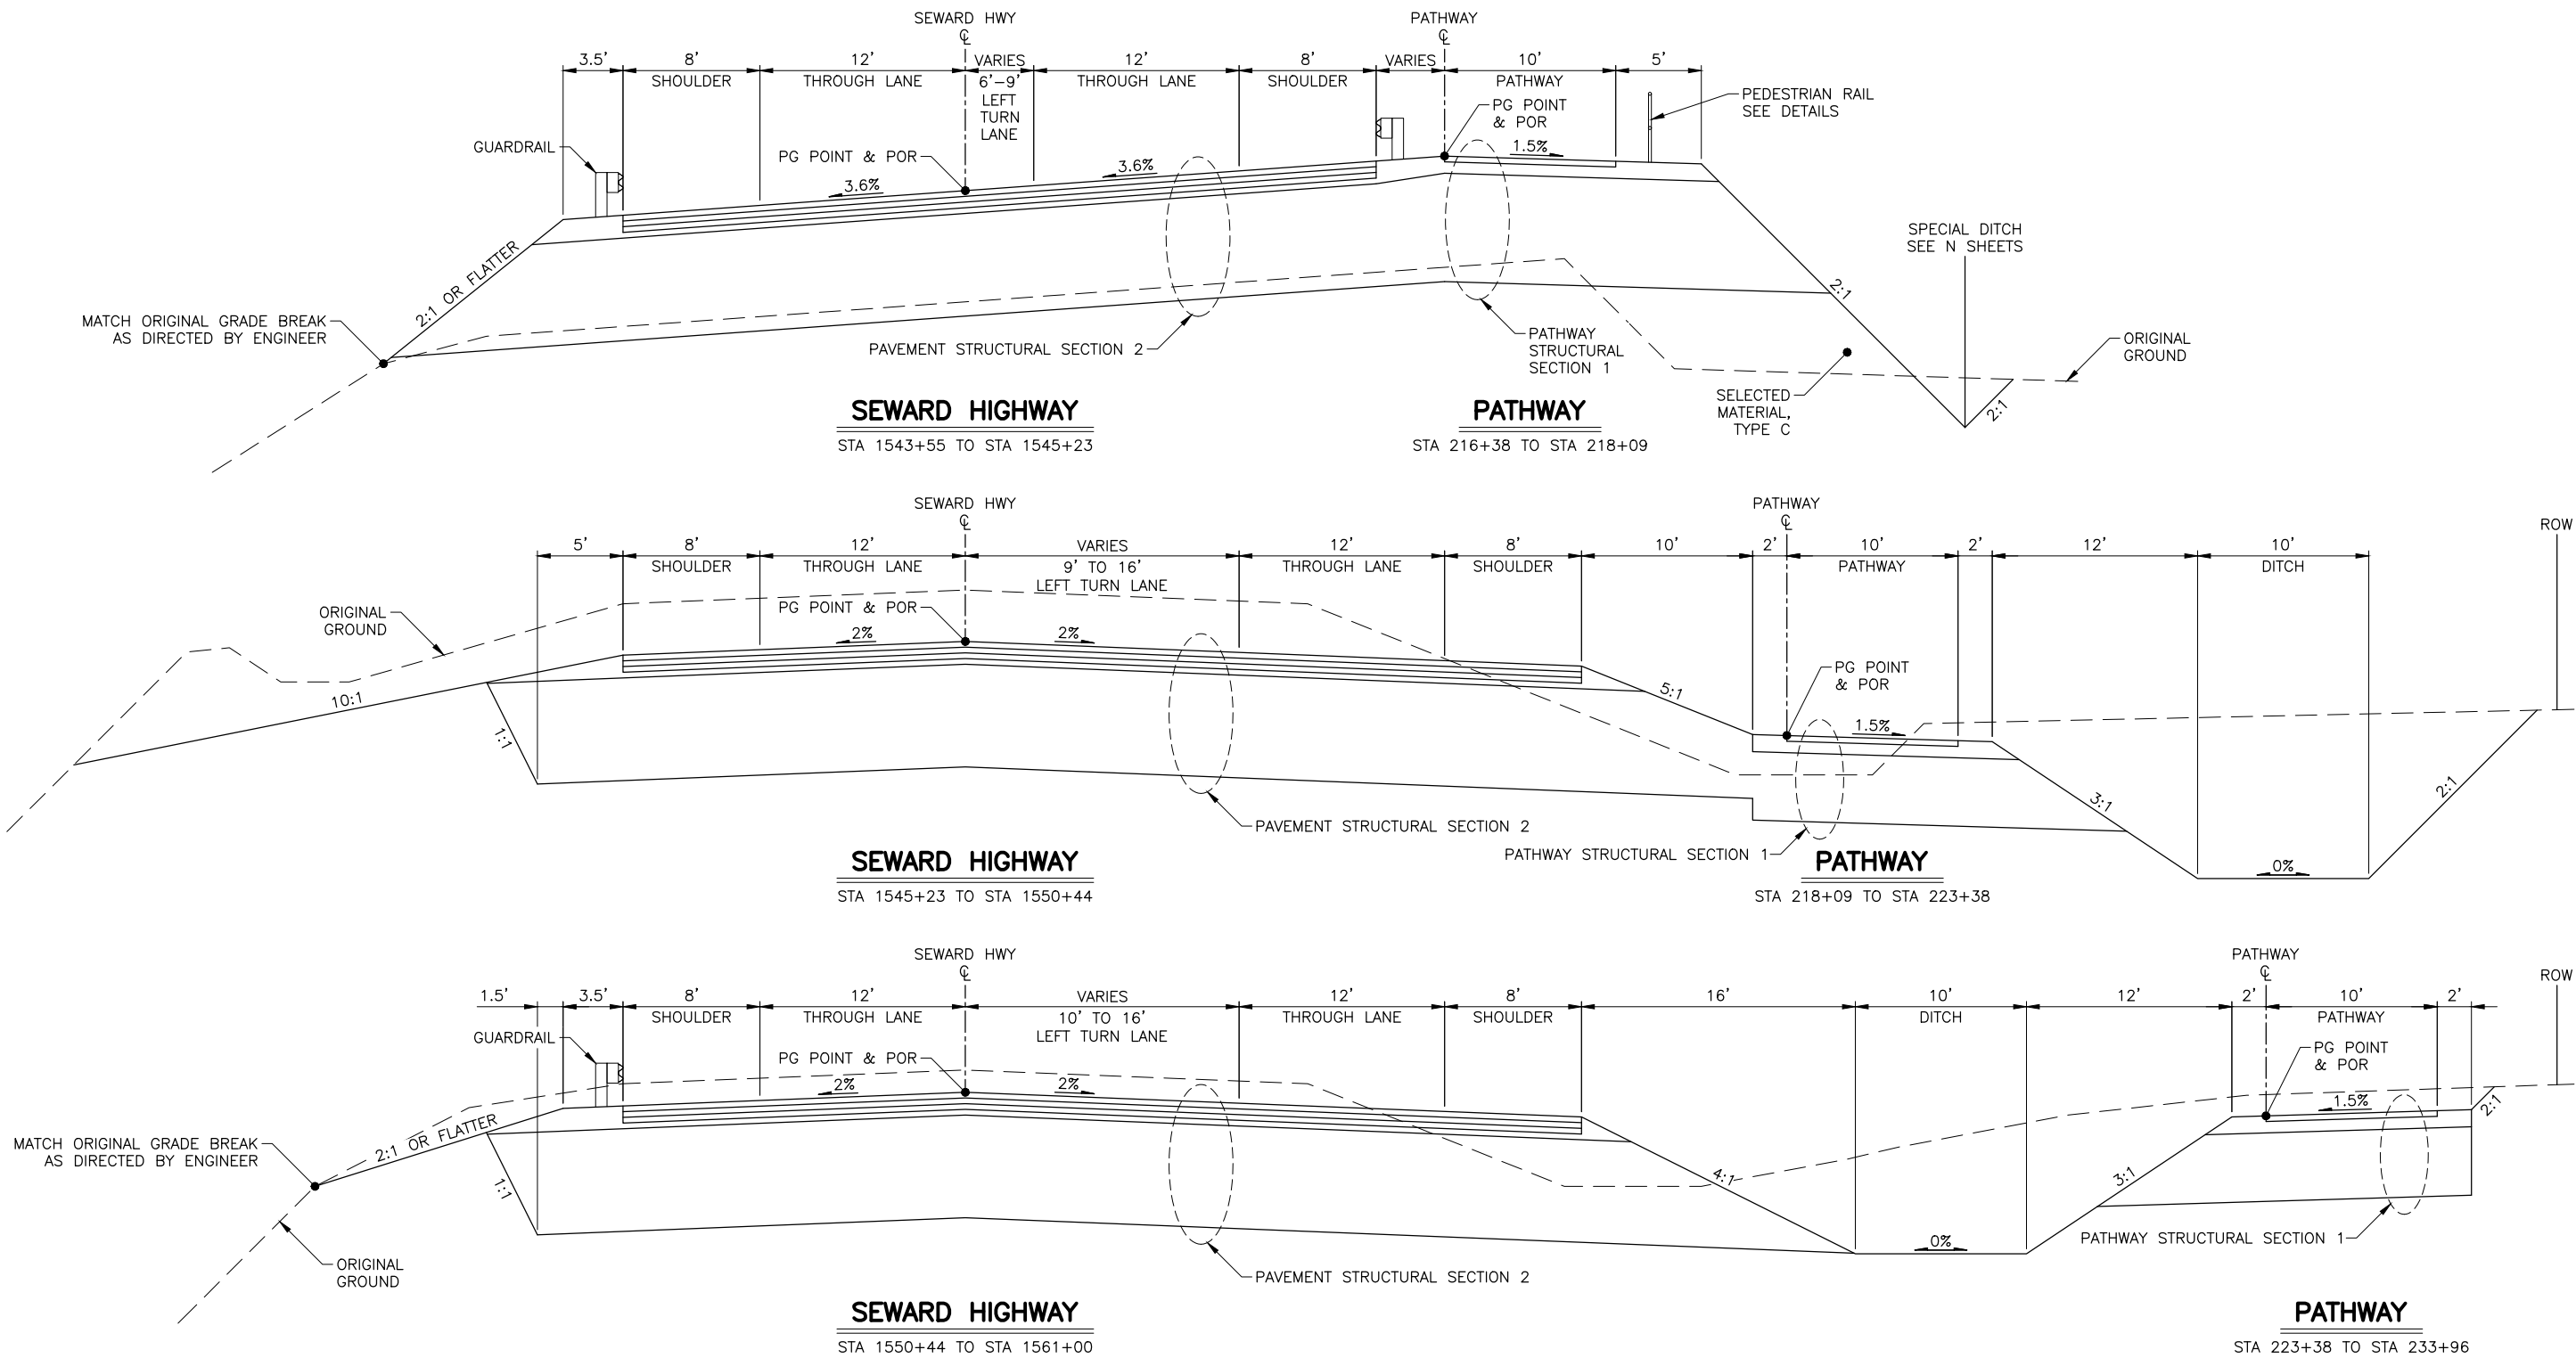 SEWARD HWY
℄
PATHWAY
℄
3.5'
8'
SHOULDER
12'
THROUGH LANE
VARIES
6'-9'
LEFT
TURN
LANE
12'
THROUGH LANE
8'
SHOULDER
VARIES
10'
PATHWAY
5'
PG POINT
& POR
PEDESTRIAN RAIL
SEE DETAILS
GUARDRAIL
PG POINT & POR
3.6%
3.6%
1.5%
2:1 OR FLATTER
SPECIAL DITCH
SEE N SHEETS
2:1
MATCH ORIGINAL GRADE BREAK
AS DIRECTED BY ENGINEER
PAVEMENT STRUCTURAL SECTION 2
PATHWAY
STRUCTURAL
SECTION 1
ORIGINAL
GROUND
SELECTED
MATERIAL,
TYPE C
2:1
SEWARD HIGHWAY
STA 1543+55 TO STA 1545+23
PATHWAY
STA 216+38 TO STA 218+09
SEWARD HWY
℄
PATHWAY
℄
ROW
5'
8'
SHOULDER
12'
THROUGH LANE
VARIES
9' TO 16'
LEFT TURN LANE
12'
THROUGH LANE
8'
SHOULDER
10'
2'
10'
PATHWAY
2'
12'
10'
DITCH
ORIGINAL
GROUND
PG POINT & POR
2%
2%
PG POINT
& POR
10:1
1:1
5:1
1.5%
3:1
2:1
0%
PAVEMENT STRUCTURAL SECTION 2
PATHWAY STRUCTURAL SECTION 1
SEWARD HIGHWAY
STA 1545+23 TO STA 1550+44
PATHWAY
STA 218+09 TO STA 223+38
SEWARD HWY
℄
PATHWAY
℄
ROW
1.5'
3.5'
8'
SHOULDER
12'
THROUGH LANE
VARIES
10' TO 16'
LEFT TURN LANE
12'
THROUGH LANE
8'
SHOULDER
16'
10'
DITCH
12'
2'
10'
PATHWAY
2'
GUARDRAIL
PG POINT & POR
PG POINT
& POR
2%
2%
1.5%
2:1
MATCH ORIGINAL GRADE BREAK
AS DIRECTED BY ENGINEER
2:1 OR FLATTER
1:1
4:1
3:1
0%
ORIGINAL
GROUND
PAVEMENT STRUCTURAL SECTION 2
PATHWAY STRUCTURAL SECTION 1
SEWARD HIGHWAY
STA 1550+44 TO STA 1561+00
PATHWAY
STA 223+38 TO STA 233+96